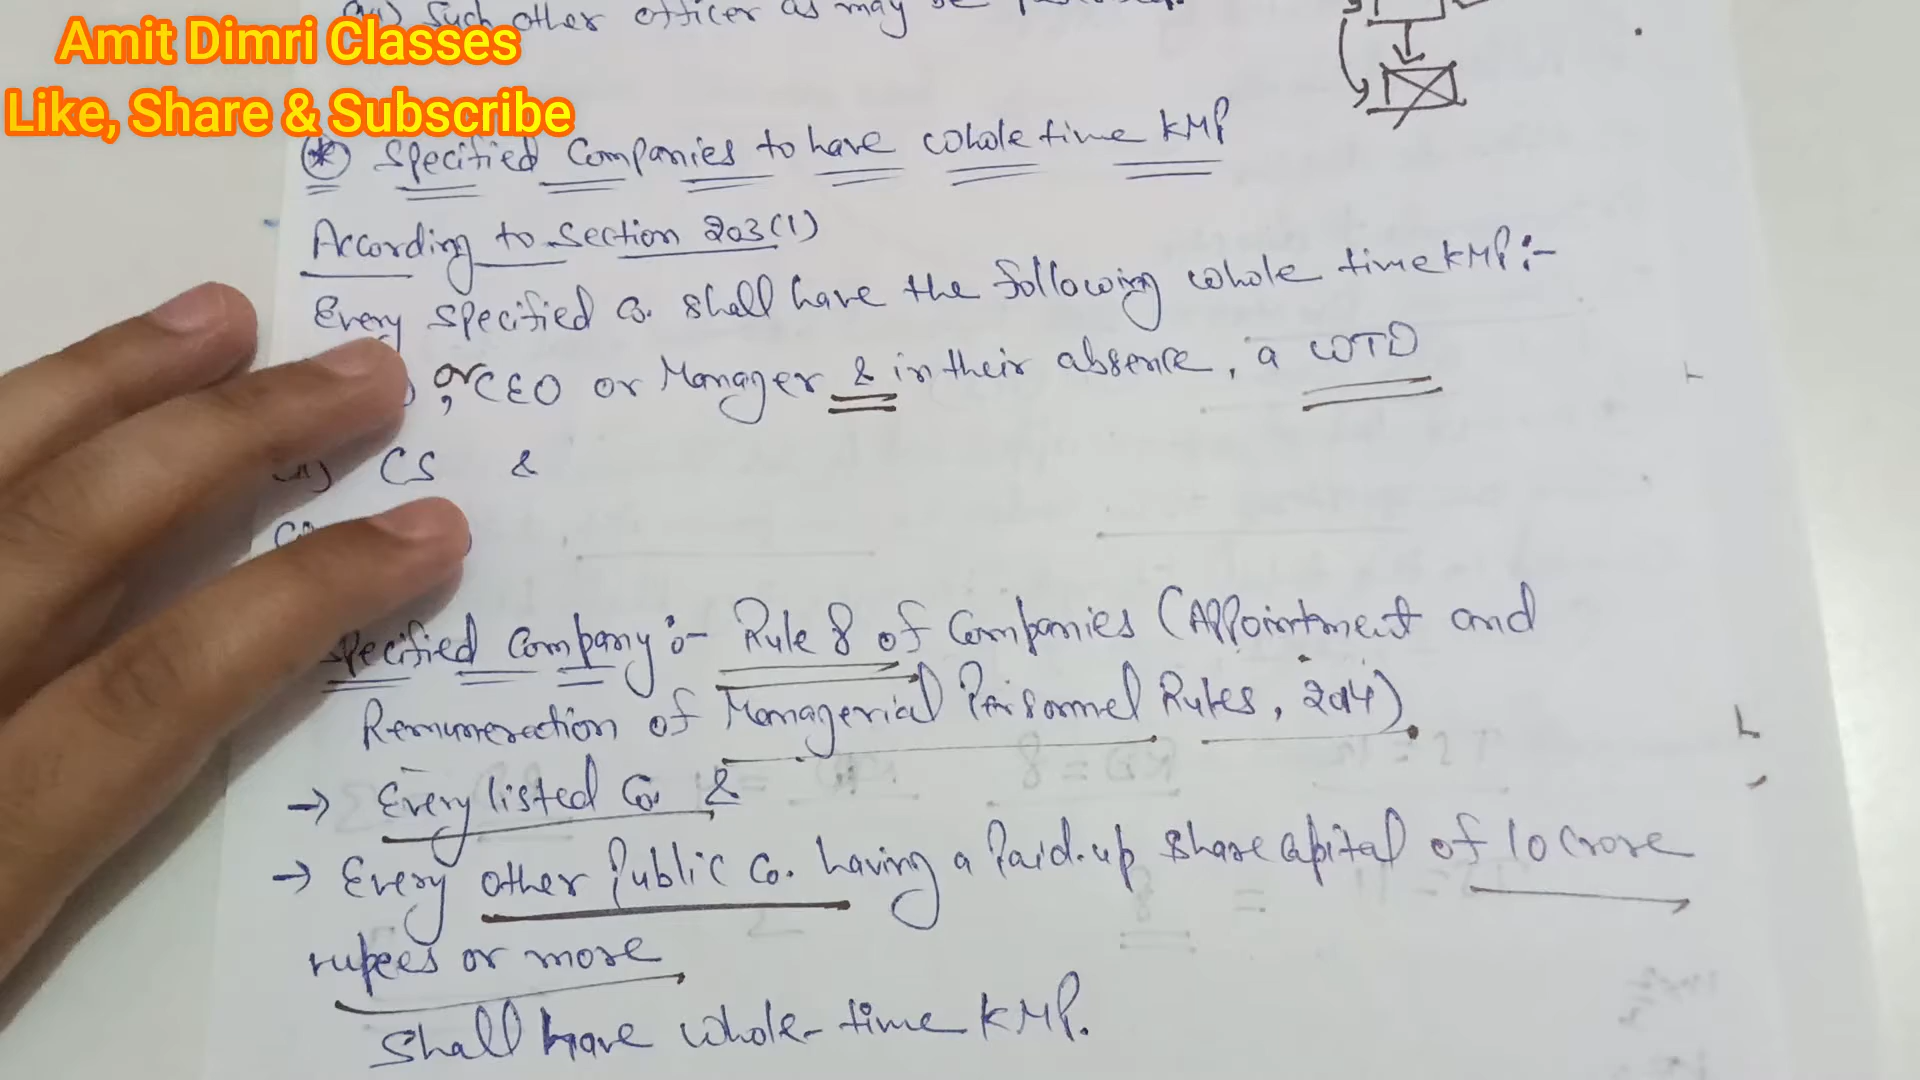 Such other officer as may be
Amit Dimri Classes
Like, Share & Subscribe
Specified Companies to have whole time KMP
According to Section 203(1)
Every specified Co. shall have the following whole time KMP:-
or CEO or Manager & in their absence, a WTD
CS &
Specified Company:- Rule 8 of Companies (Appointment and
Remuneration of Managerial Personnel Rules, 2014).
→ Every listed Co. &
→ Every other Public Co. having a Paid-up Share Capital of 10 Crore
rupees or more
Shall have whole-time KMP.